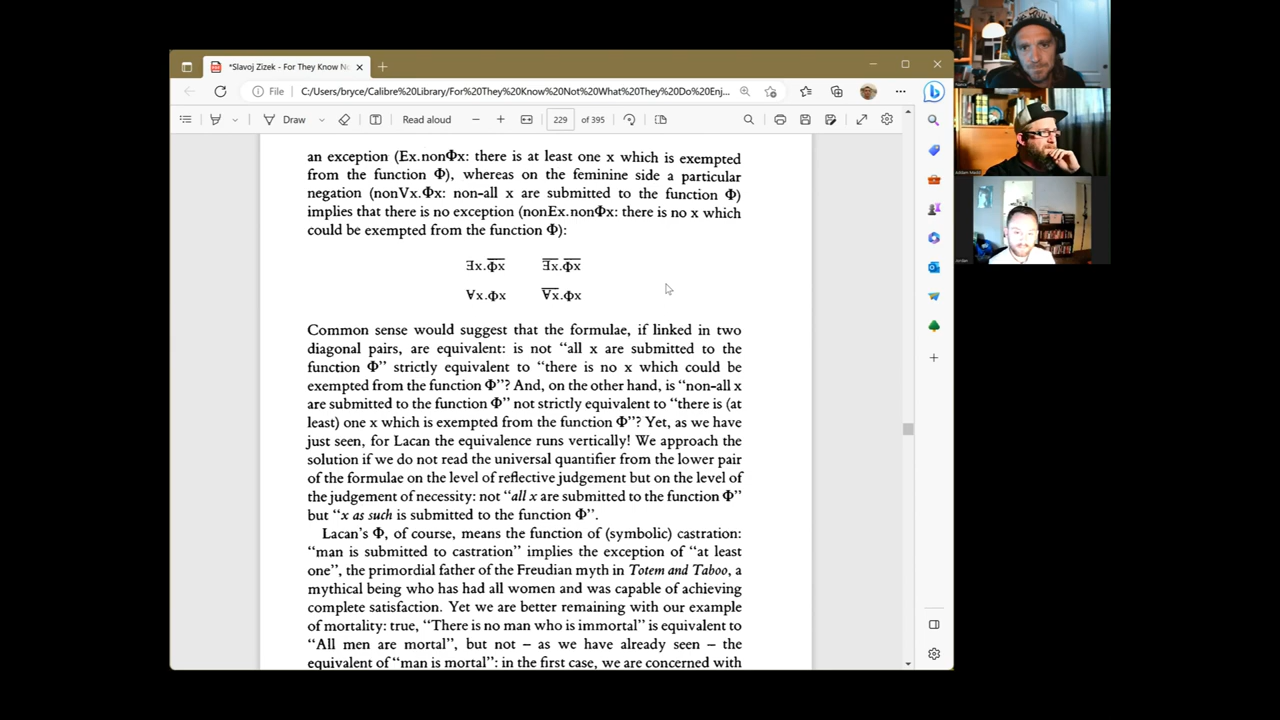 *Slavoj Zizek - For They Know N
File
C:/Users/bryce/Calibre%20Library/For%20They%20Know%20Not%20What%20They%20Do%20Enj...
Draw
Read aloud
229 of 395
an exception (Ex.nonΦx: there is at least one x which is exempted
from the function Φ), whereas on the feminine side a particular
negation (nonVx.Φx: non-all x are submitted to the function Φ)
implies that there is no exception (nonEx.nonΦx: there is no x which
could be exempted from the function Φ):
∃x.Φ̅x̅ ∃̅x̅.Φ̅x̅
∀x.Φx ∀̅x̅.Φx
Common sense would suggest that the formulae, if linked in two
diagonal pairs, are equivalent: is not “all x are submitted to the
function Φ” strictly equivalent to “there is no x which could be
exempted from the function Φ”? And, on the other hand, is “non-all x
are submitted to the function Φ” not strictly equivalent to “there is (at
least) one x which is exempted from the function Φ”? Yet, as we have
just seen, for Lacan the equivalence runs vertically! We approach the
solution if we do not read the universal quantifier from the lower pair
of the formulae on the level of reflective judgement but on the level of
the judgement of necessity: not “all x are submitted to the function Φ”
but “x as such is submitted to the function Φ”.
Lacan's Φ, of course, means the function of (symbolic) castration:
“man is submitted to castration” implies the exception of “at least
one”, the primordial father of the Freudian myth in Totem and Taboo, a
mythical being who has had all women and was capable of achieving
complete satisfaction. Yet we are better remaining with our example
of mortality: true, “There is no man who is immortal” is equivalent to
“All men are mortal”, but not – as we have already seen – the
equivalent of “man is mortal”: in the first case, we are concerned with
Jordan